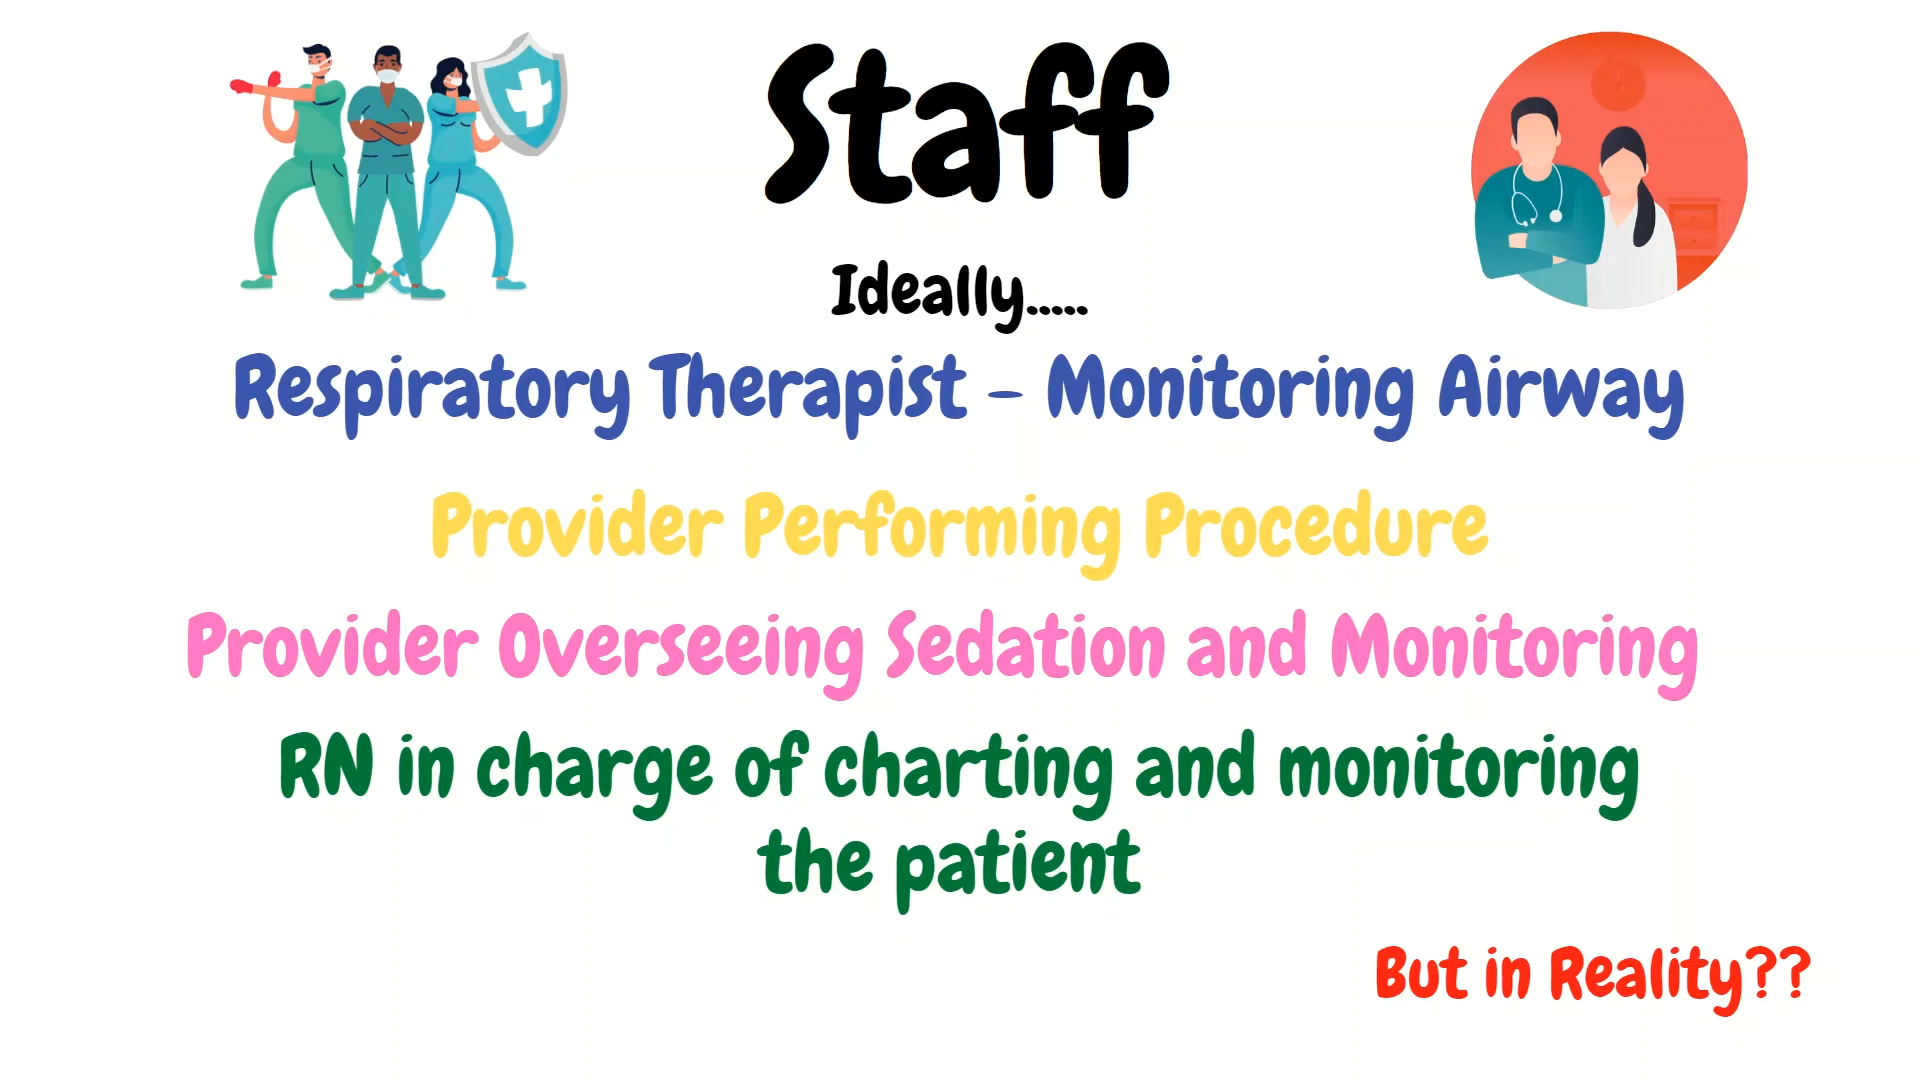 Staff
Ideally.....
Respiratory Therapist - Monitoring Airway
Provider Performing Procedure
Provider Overseeing Sedation and Monitoring
RN in charge of charting and monitoring
the patient
But in Reality??